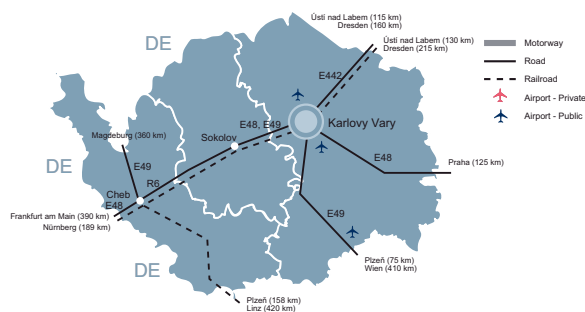 Ústí nad Labem (115 km)
Dresden (160 km)
Ústí nad Labem (130 km)
Dresden (215 km)
DE
Motorway
Road
Railroad
Airport - Private
Airport - Public
E442
E48, E49
Karlovy Vary
Sokolov
Magdeburg (360 km)
DE
E49
R6
E48
Praha (125 km)
Cheb
E48
Frankfurt am Main (390 km)
Nürnberg (189 km)
E49
DE
Plzeň (75 km)
Wien (410 km)
Plzeň (158 km)
Linz (420 km)